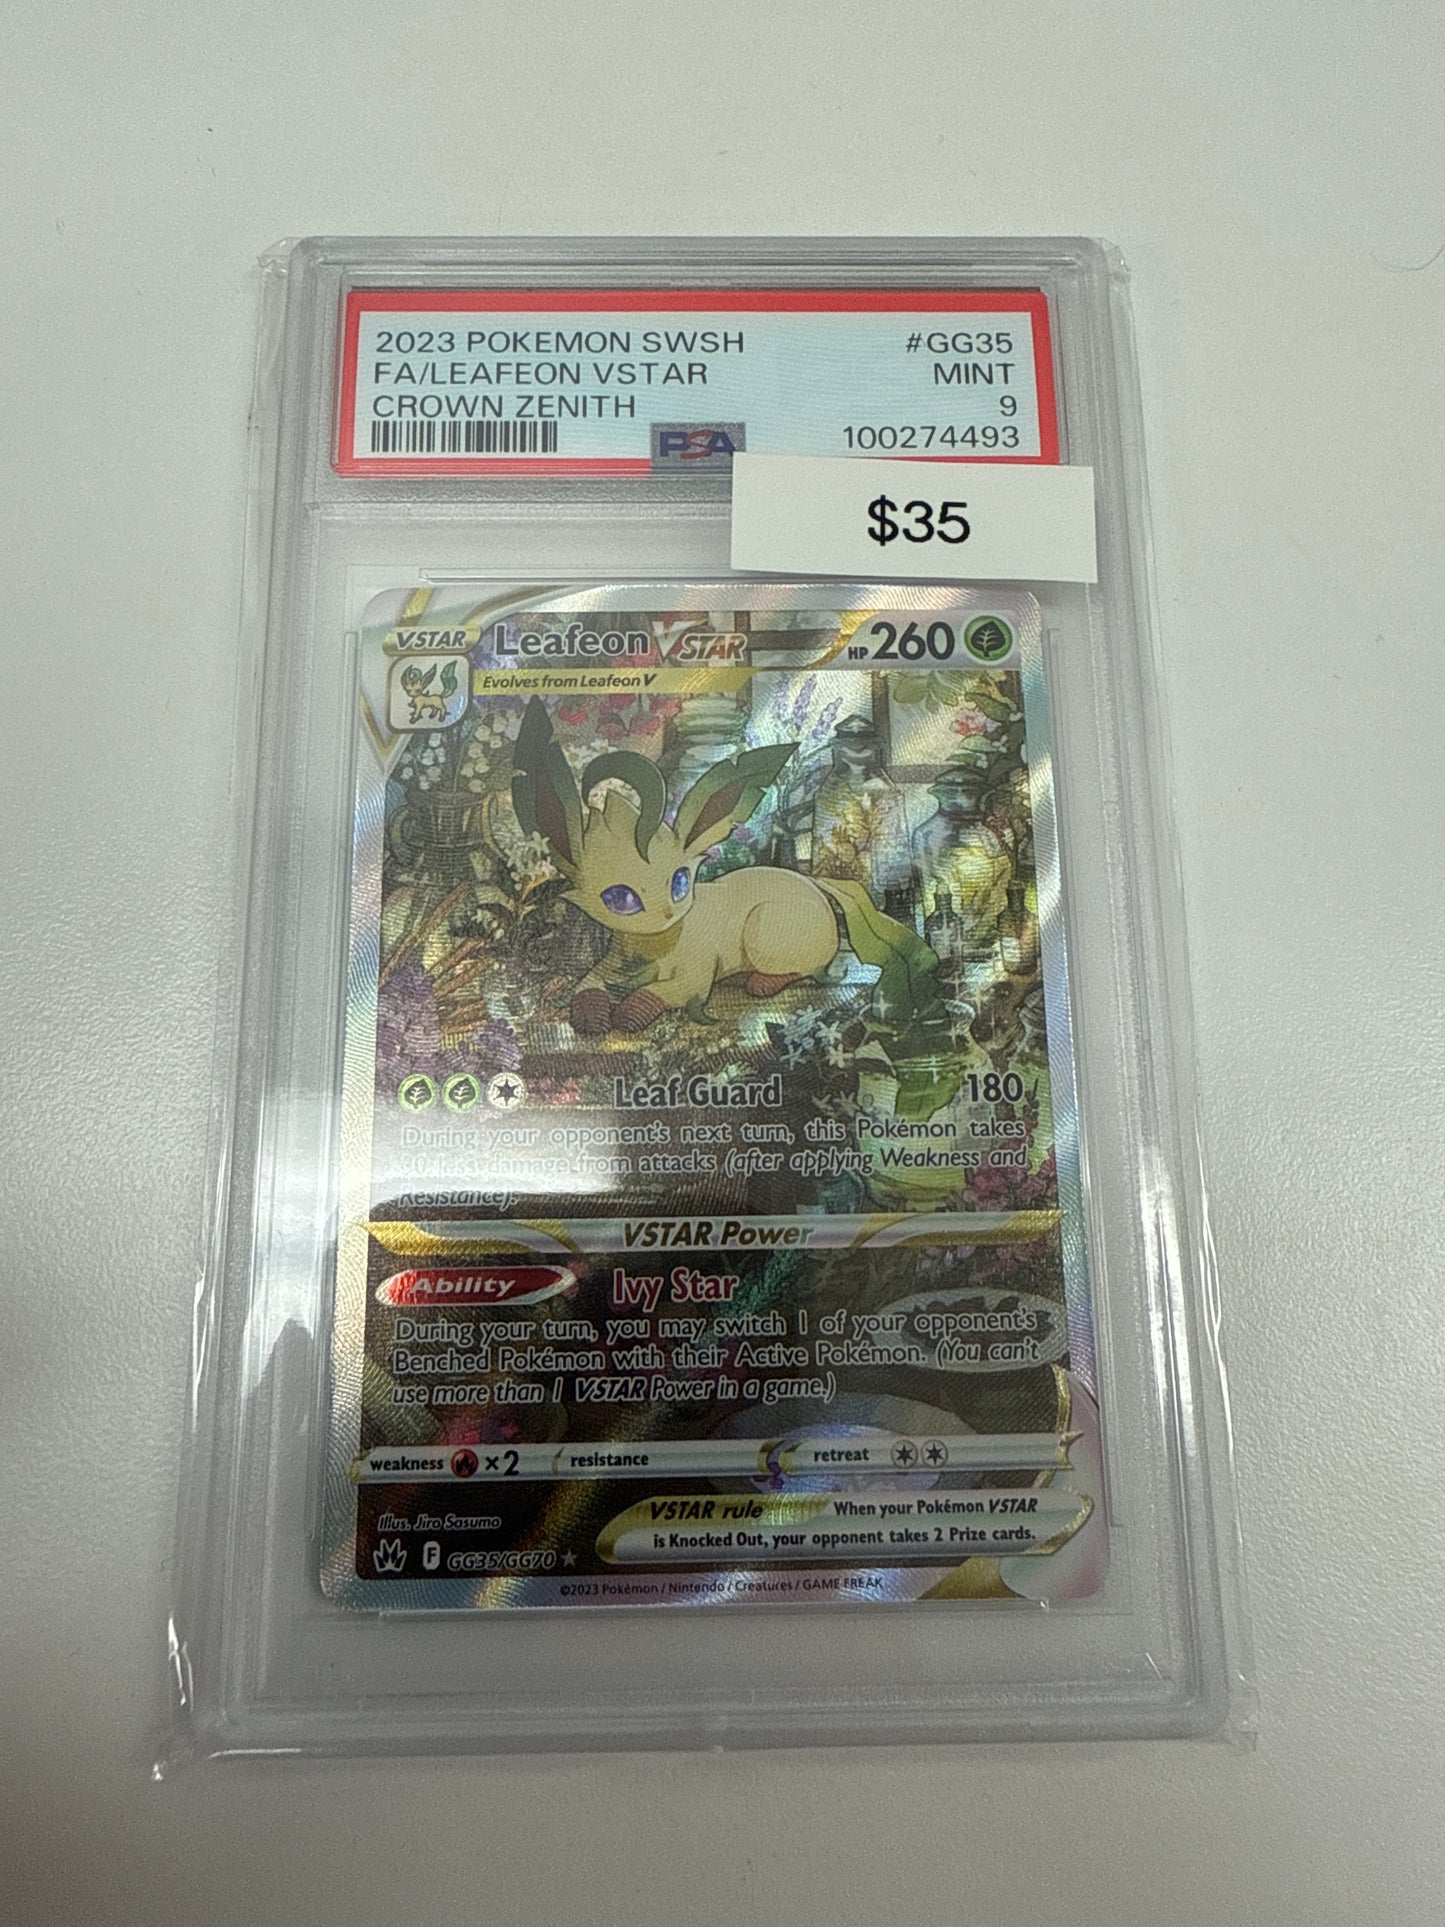 2023 POKEMON SWSH #GG35
FA/LEAFEON VSTAR MINT
CROWN ZENITH 9
PSA 100274493
$35
VSTAR Leafeon VSTAR HP 260
Evolves from Leafeon V
Leaf Guard 180
During your opponent's next turn, this Pokémon takes
less damage from attacks (after applying Weakness and
Resistance).
VSTAR Power
Ability Ivy Star
During your turn, you may switch 1 of your opponent's
Benched Pokémon with their Active Pokémon. (You can't
use more than 1 VSTAR Power in a game.)
weakness ×2 resistance retreat
VSTAR rule When your Pokémon VSTAR
is Knocked Out, your opponent takes 2 Prize cards.
Illus. Jiro Sasumo
F GG35/GG70 ★
©2023 Pokémon / Nintendo / Creatures / GAME FREAK